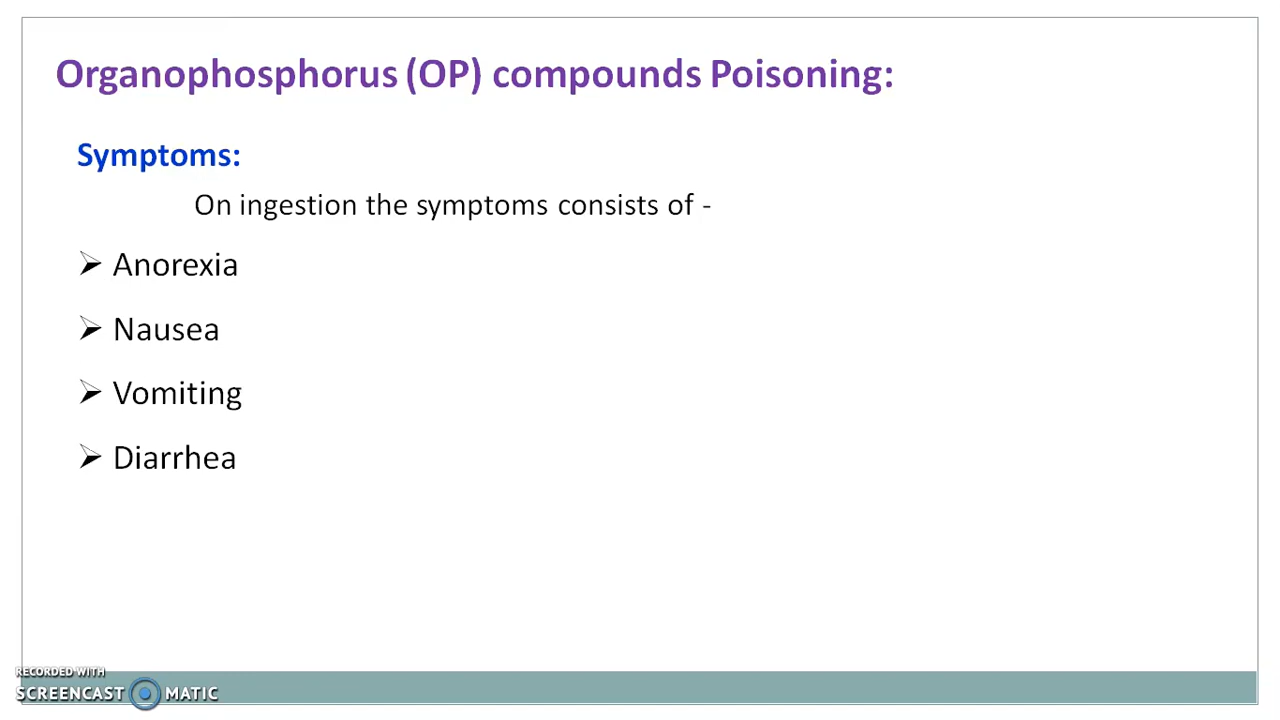 Organophosphorus (OP) compounds Poisoning:
Symptoms:
On ingestion the symptoms consists of -
Anorexia
Nausea
Vomiting
Diarrhea
RECORDED WITH
SCREENCAST MATIC